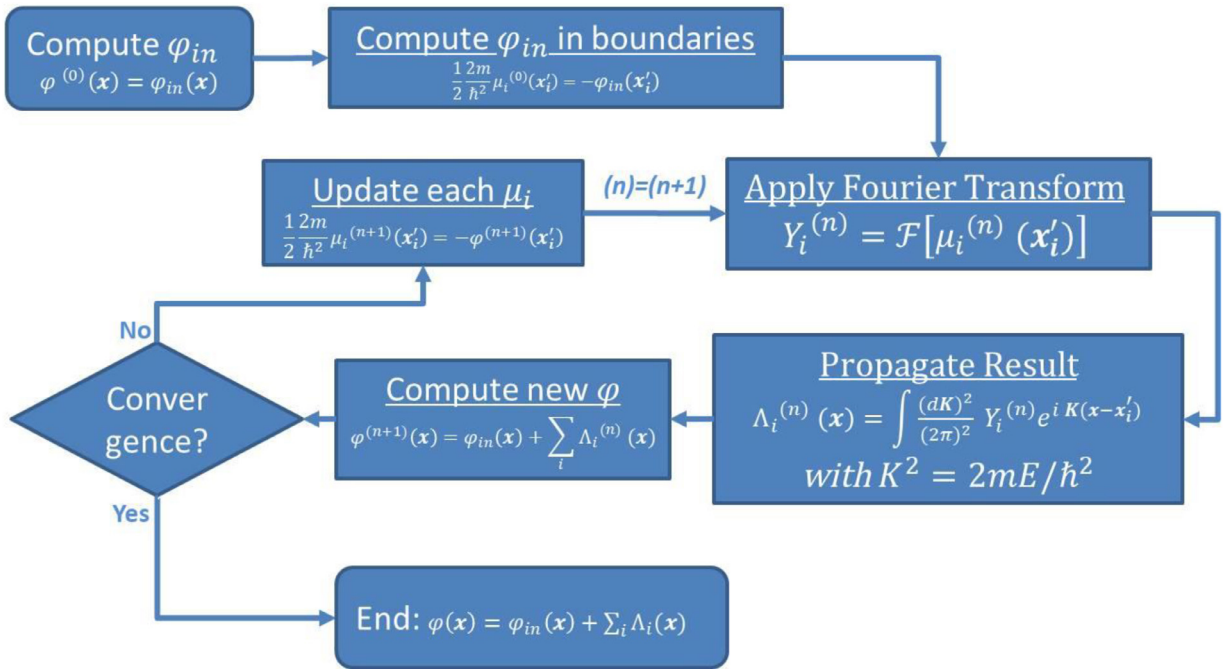 Compute φ_in
φ ⁽⁰⁾(x) = φ_in(x)
Compute φ_in in boundaries
1/2 2m/ħ² μ_i⁽⁰⁾(x′_i) = −φ_in(x′_i)
Update each μ_i
1/2 2m/ħ² μ_i⁽ⁿ⁺¹⁾(x′_i) = −φ⁽ⁿ⁺¹⁾(x′_i)
(n)=(n+1)
Apply Fourier Transform
Y_i⁽ⁿ⁾ = ℱ[μ_i⁽ⁿ⁾ (x′_i)]
No
Conver
gence?
Compute new φ
φ⁽ⁿ⁺¹⁾(x) = φ_in(x) + ∑_i Λ_i⁽ⁿ⁾ (x)
Propagate Result
Λ_i⁽ⁿ⁾ (x) = ∫ (dK)²/(2π)² Y_i⁽ⁿ⁾ e^{i K(x−x′_i)}
with K² = 2mE/ħ²
Yes
End: φ(x) = φ_in(x) + ∑_i Λ_i(x)